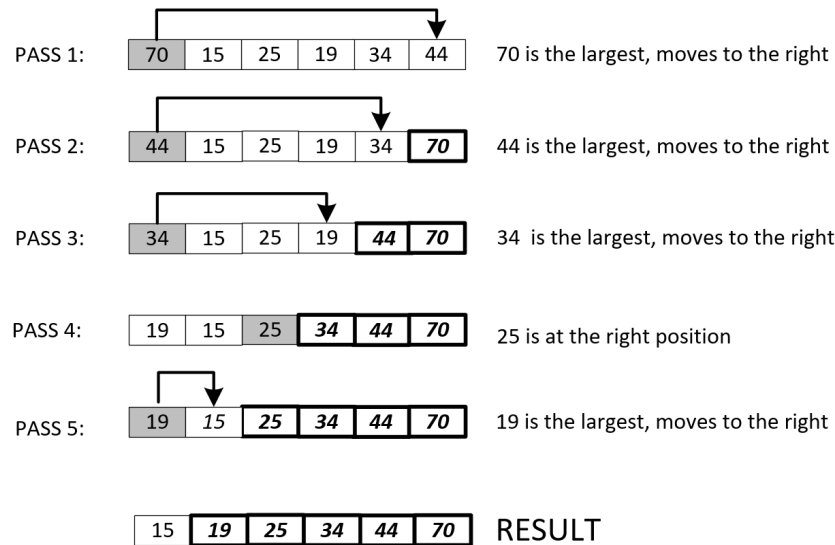 PASS 1: 70 15 25 19 34 44 70 is the largest, moves to the right
PASS 2: 44 15 25 19 34 70 44 is the largest, moves to the right
PASS 3: 34 15 25 19 44 70 34 is the largest, moves to the right
PASS 4: 19 15 25 34 44 70 25 is at the right position
PASS 5: 19 15 25 34 44 70 19 is the largest, moves to the right
15 19 25 34 44 70 RESULT